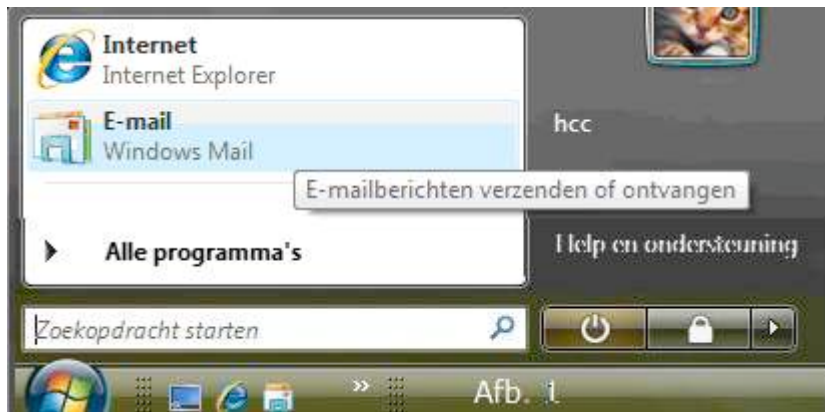 Internet
Internet Explorer
E-mail
Windows Mail
hcc
E-mailberichten verzenden of ontvangen
Alle programma's
Help en ondersteuning
Zoekopdracht starten
Afb. 1